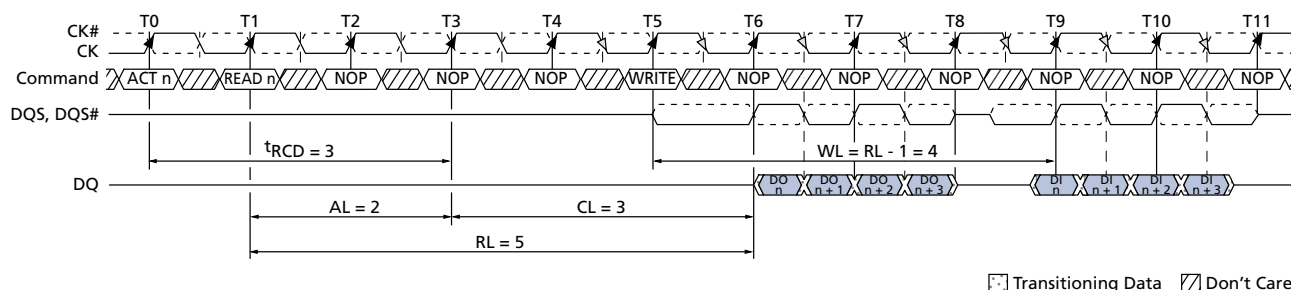 T0 T1 T2 T3 T4 T5 T6 T7 T8 T9 T10 T11
CK#
CK
Command ACT n READ n NOP NOP NOP WRITE NOP NOP NOP NOP NOP NOP
DQS, DQS#
tRCD = 3 WL = RL - 1 = 4
DQ DO n DO n + 1 DO n + 2 DO n + 3 DI n DI n + 1 DI n + 2 DI n + 3
AL = 2 CL = 3
RL = 5
Transitioning Data Don't Care